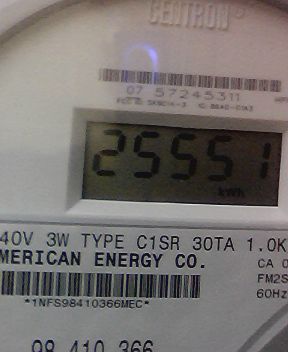 CENTRON®
07 57245311
25551
kWh
40V 3W TYPE C1SR 30TA 1.0K
MERICAN ENERGY CO.
CA 0
FM2S
*1NFS98410366MEC*
60Hz
98 410 366